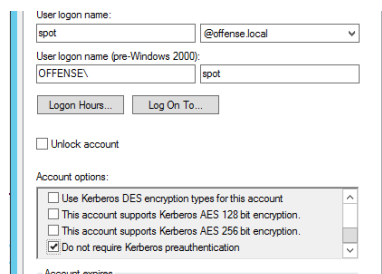 User logon name:
spot @offense.local
User logon name (pre-Windows 2000):
OFFENSE\ spot
Logon Hours... Log On To...
Unlock account
Account options:
Use Kerberos DES encryption types for this account
This account supports Kerberos AES 128 bit encryption.
This account supports Kerberos AES 256 bit encryption.
Do not require Kerberos preauthentication
Account expires